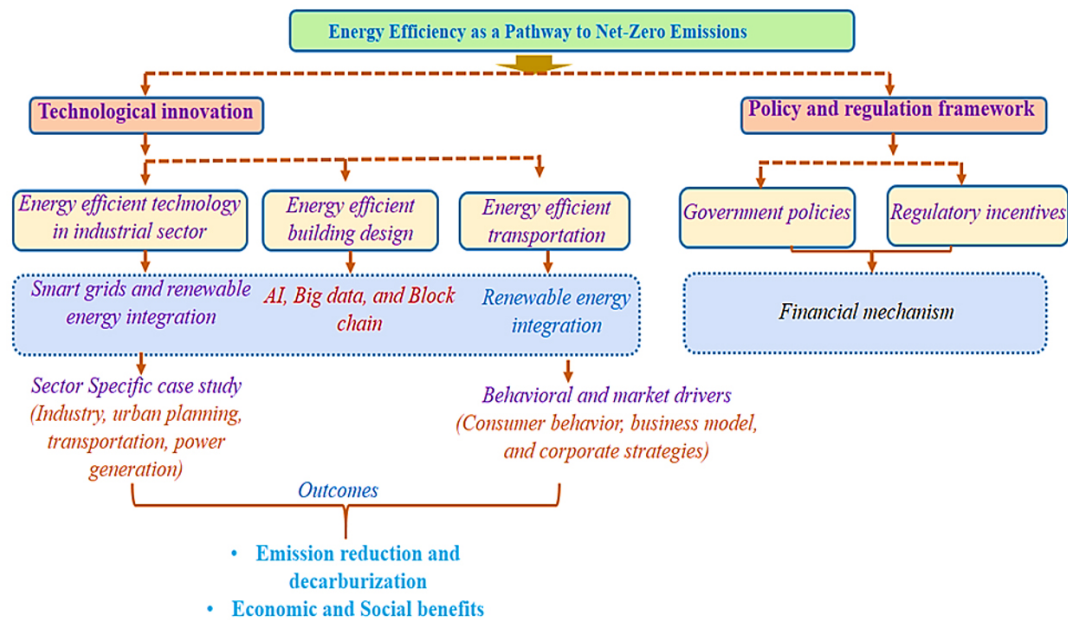 Energy Efficiency as a Pathway to Net-Zero Emissions
Technological innovation
Policy and regulation framework
Energy efficient technology
in industrial sector
Energy efficient
building design
Energy efficient
transportation
Government policies
Regulatory incentives
Smart grids and renewable
energy integration
AI, Big data, and Block
chain
Renewable energy
integration
Financial mechanism
Sector Specific case study
(Industry, urban planning,
transportation, power
generation)
Behavioral and market drivers
(Consumer behavior, business model,
and corporate strategies)
Outcomes
• Emission reduction and
decarburization
• Economic and Social benefits